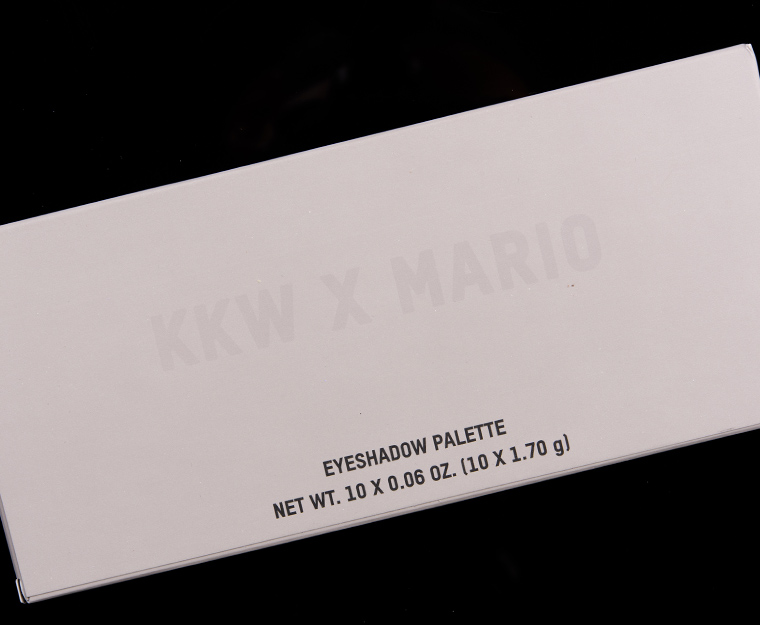 KKW X MARIO
EYESHADOW PALETTE
NET WT. 10 X 0.06 OZ. (10 X 1.70 g)